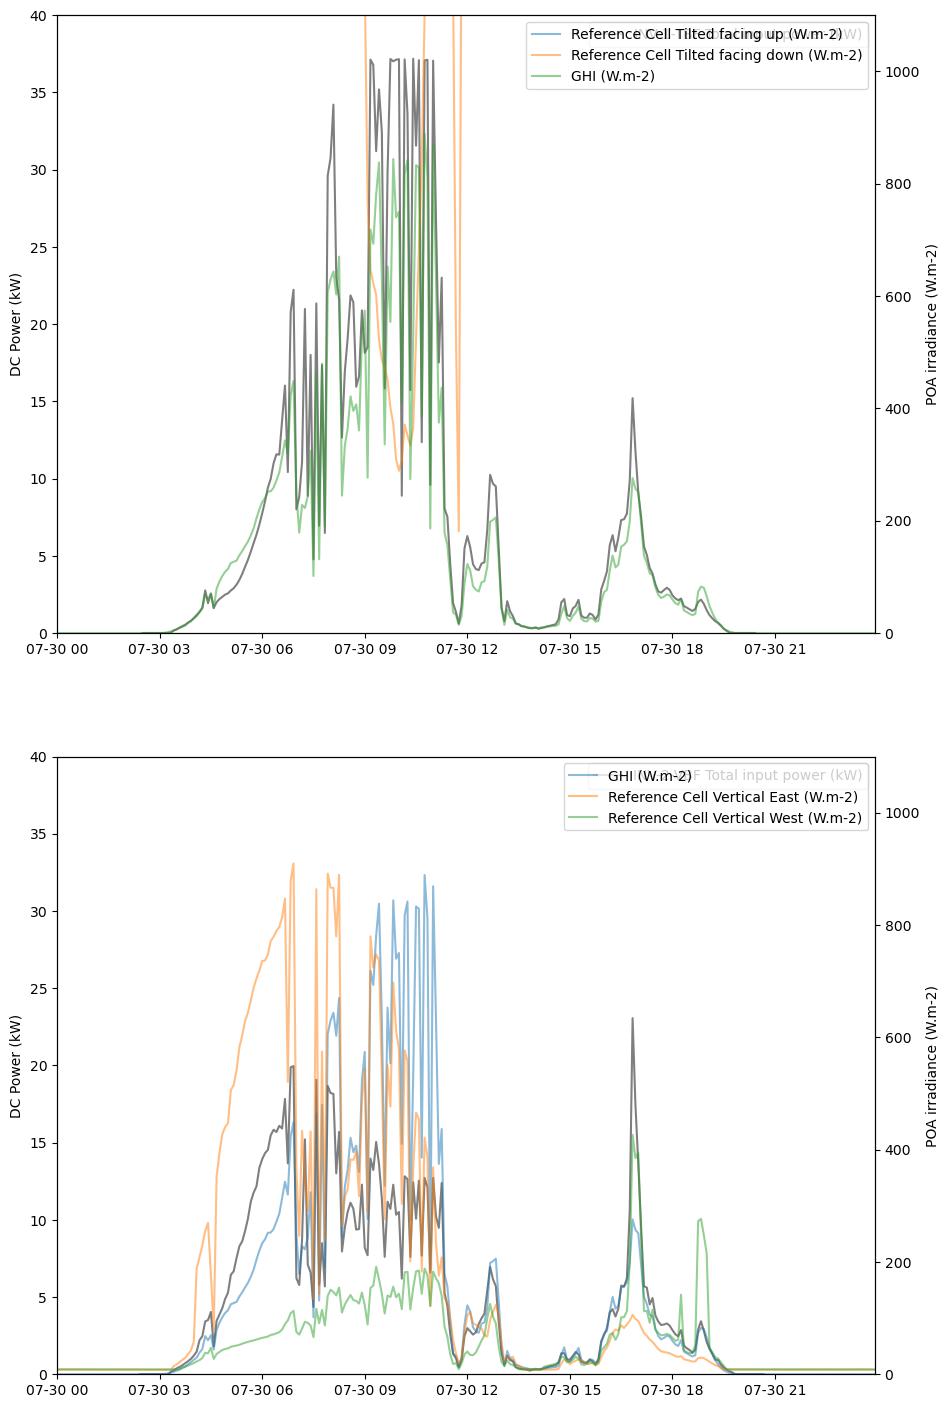 40
35
30
25
20
15
10
5
0
DC Power (kW)
Reference Cell Tilted facing up (W.m-2)
Reference Cell Tilted facing down (W.m-2)
GHI (W.m-2)
1000
800
600
400
200
0
POA irradiance (W.m-2)
07-30 00 07-30 03 07-30 06 07-30 09 07-30 12 07-30 15 07-30 18 07-30 21
40
35
30
25
20
15
10
5
0
DC Power (kW)
GHI (W.m-2)
Total input power (kW)
Reference Cell Vertical East (W.m-2)
Reference Cell Vertical West (W.m-2)
1000
800
600
400
200
0
POA irradiance (W.m-2)
07-30 00 07-30 03 07-30 06 07-30 09 07-30 12 07-30 15 07-30 18 07-30 21